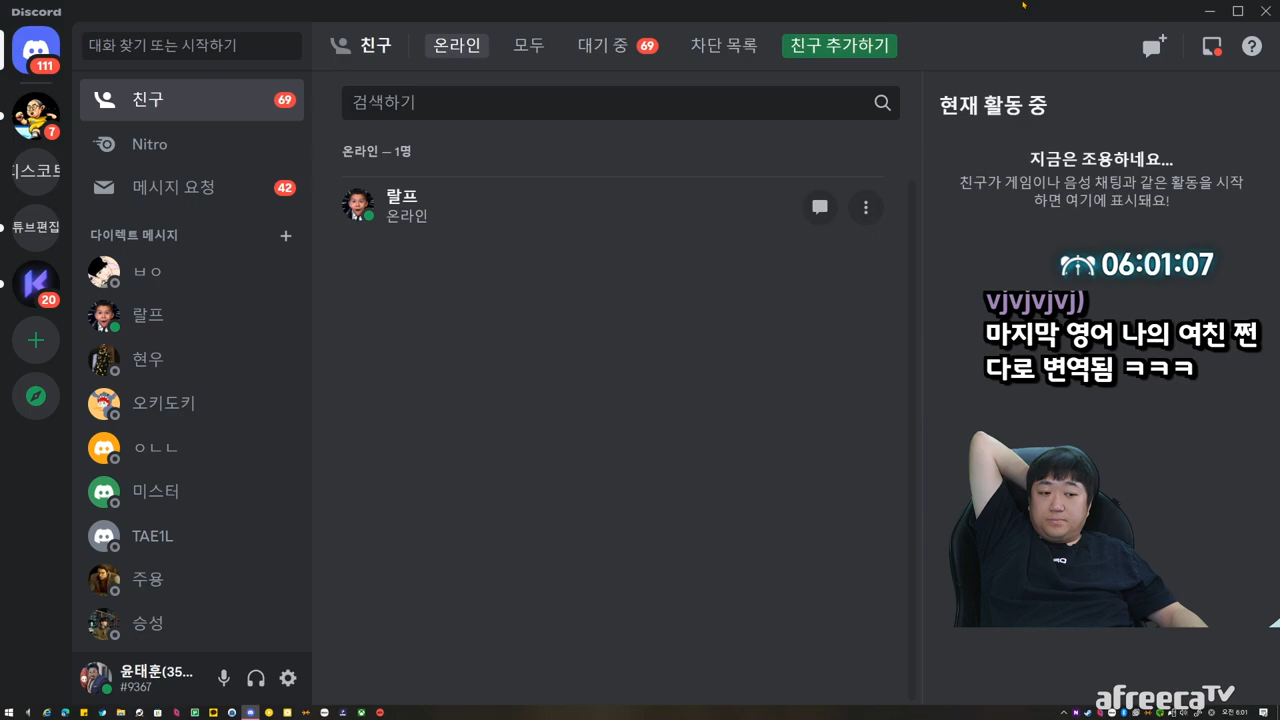 Discord
111
7
디스코트
튜브편집
20
대화 찾기 또는 시작하기
친구
69
Nitro
메시지 요청
42
다이렉트 메시지
ㅂㅇ
랄프
현우
오키도키
ㅇㄴㄴ
미스티
TAE1L
주용
승성
윤태훈(35...
#9367
친구
온라인
모두
대기 중
69
차단 목록
친구 추가하기
검색하기
온라인 — 1명
랄프
온라인
현재 활동 중
지금은 조용하네요...
친구가 게임이나 음성 채팅과 같은 활동을 시작
하면 여기에 표시돼요!
06:01:07
vjvjvjvj)
마지막 영어 나의 여친 쩐
다로 변역됨 ㅋㅋㅋ
afreecaTV
오전 6:01